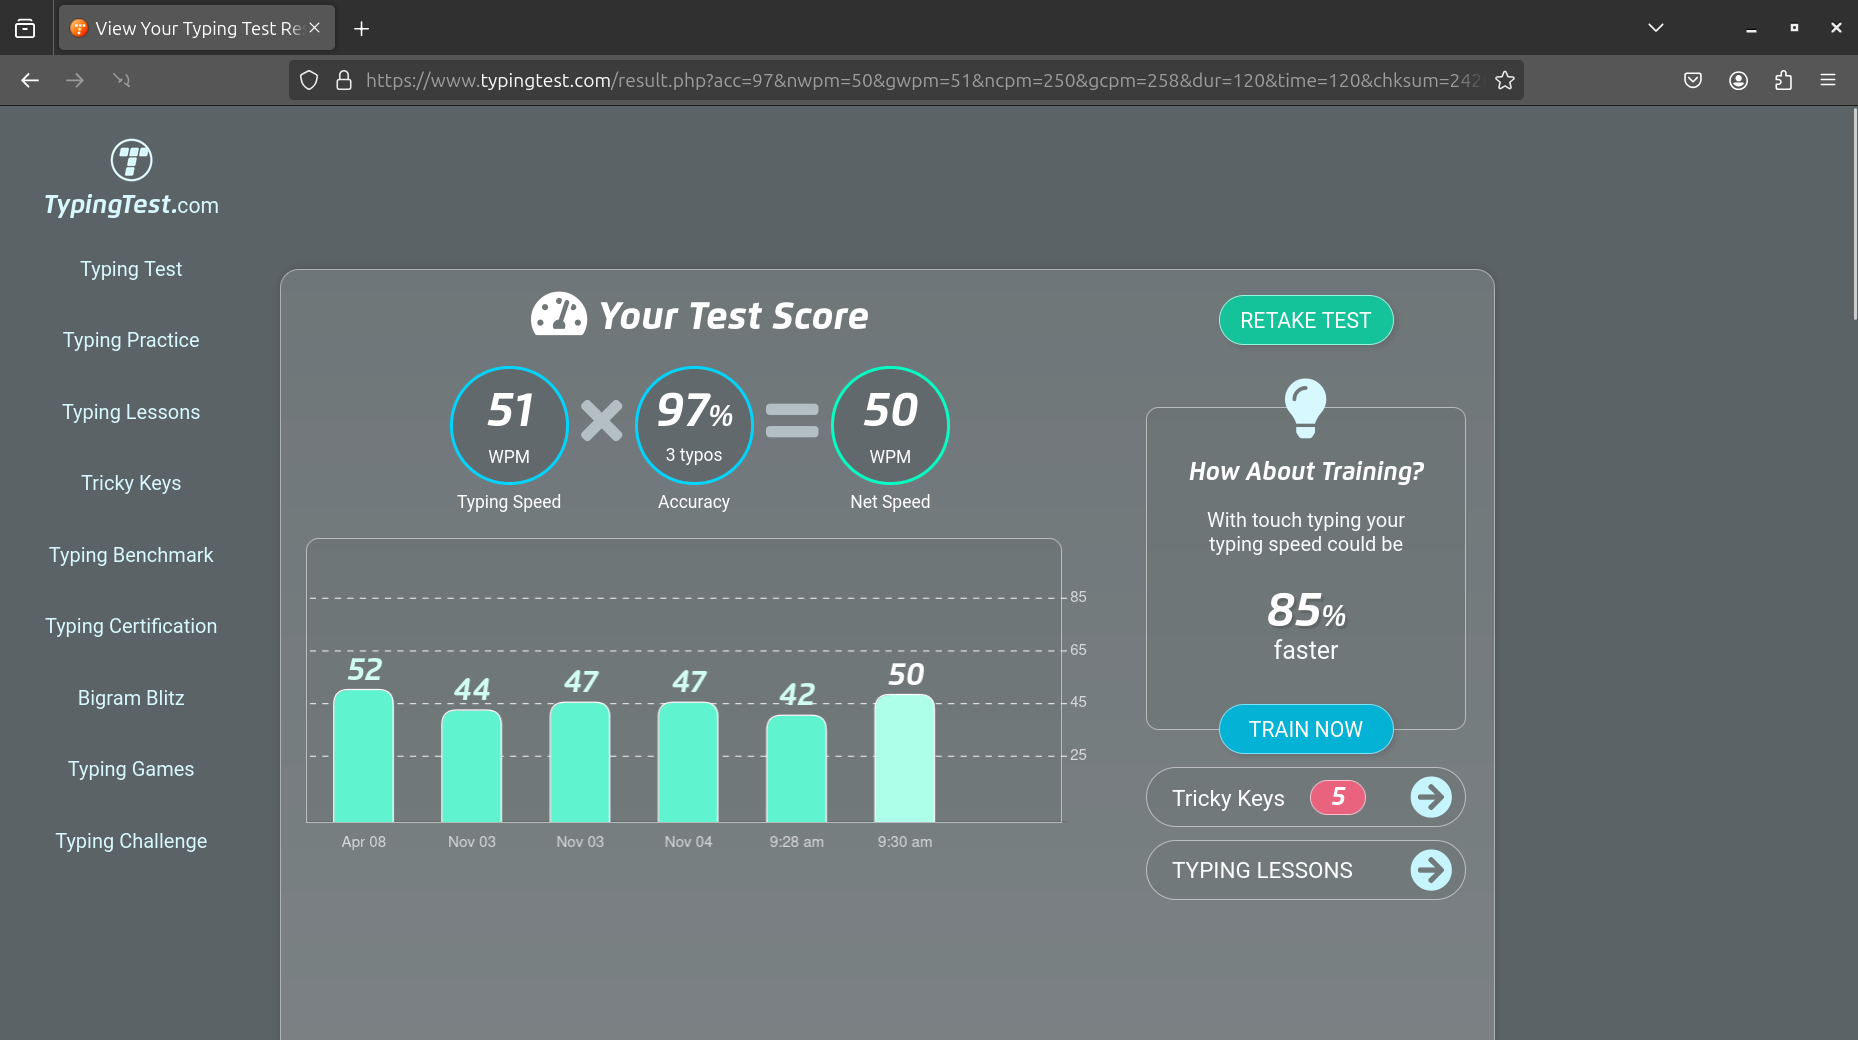 View Your Typing Test Re
https://www.typingtest.com/result.php?acc=97&nwpm=50&gwpm=51&ncpm=250&gcpm=258&dur=120&time=120&chksum=242
TypingTest.com
Typing Test
Typing Practice
Typing Lessons
Tricky Keys
Typing Benchmark
Typing Certification
Bigram Blitz
Typing Games
Typing Challenge
Your Test Score
51
WPM
Typing Speed
97%
3 typos
Accuracy
50
WPM
Net Speed
85
65
45
25
52
44
47
47
42
50
Apr 08
Nov 03
Nov 03
Nov 04
9:28 am
9:30 am
RETAKE TEST
How About Training?
With touch typing your
typing speed could be
85%
faster
TRAIN NOW
Tricky Keys 5
TYPING LESSONS